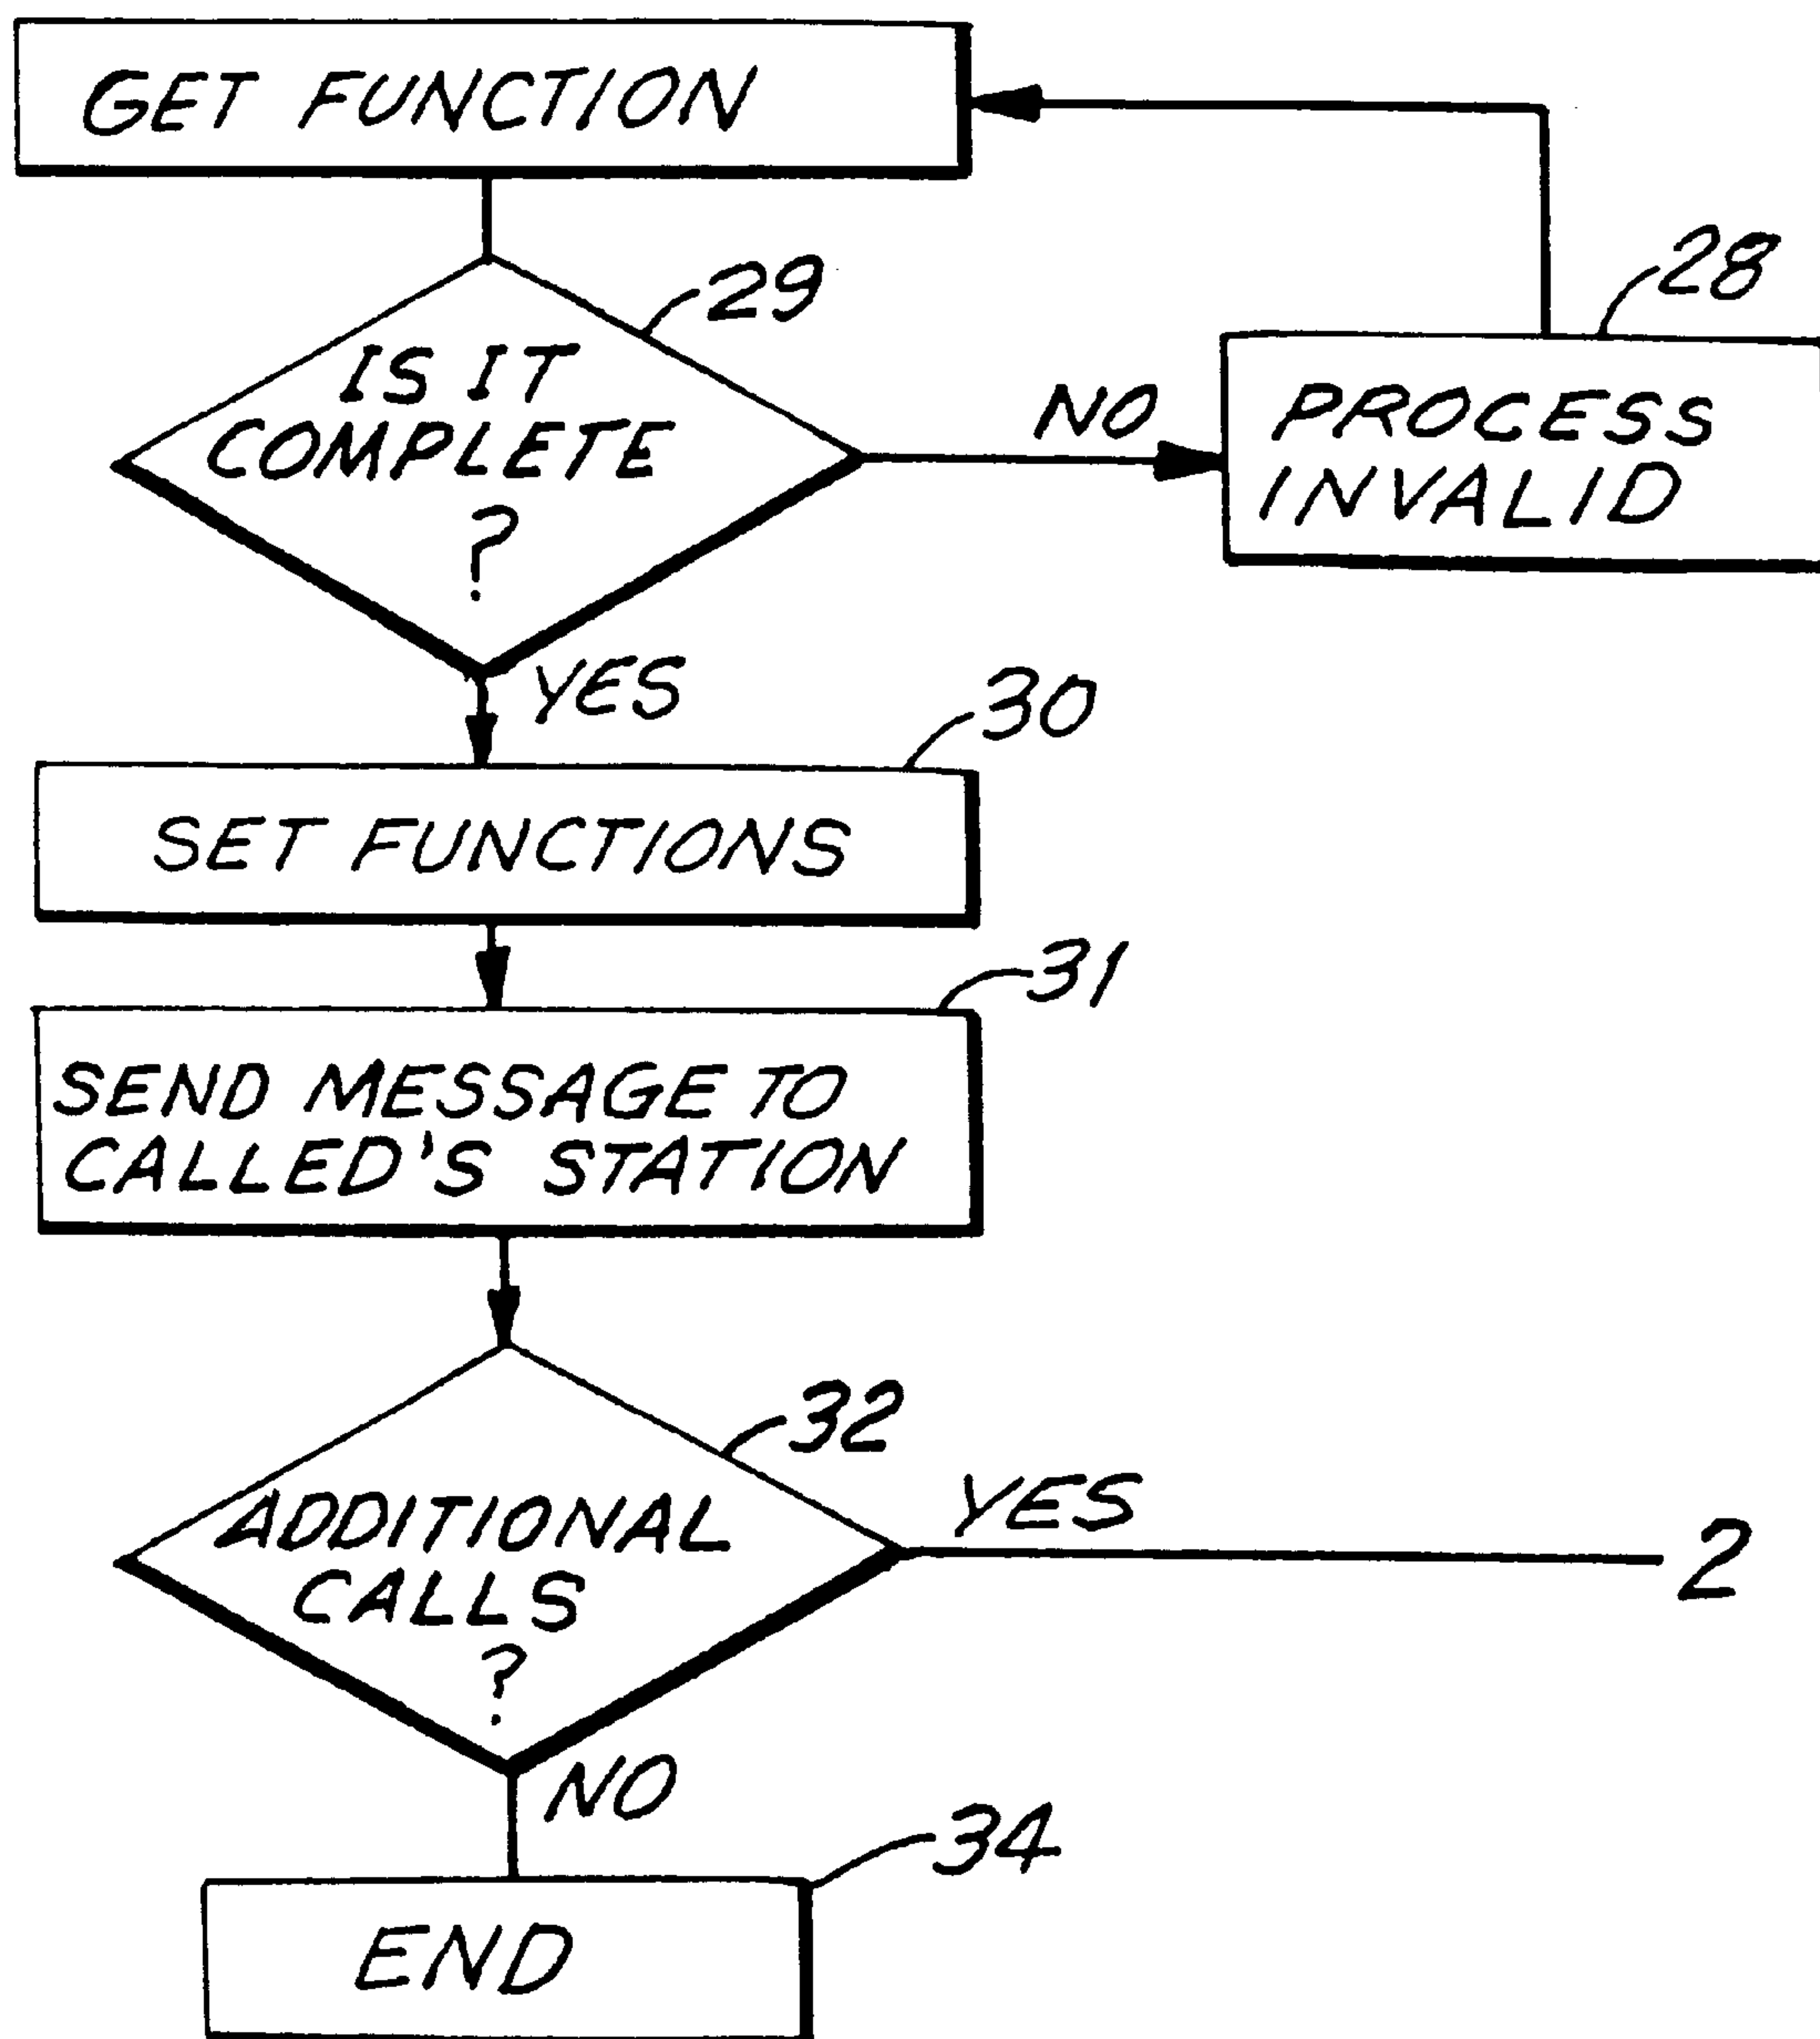 GET FUNCTION
29
28
IS IT
COMPLETE
?
NO
PROCESS
INVALID
YES
30
SET FUNCTIONS
31
SEND MESSAGE TO
CALLED'S STATION
32
ADDITIONAL
CALLS
?
YES
2
NO
34
END